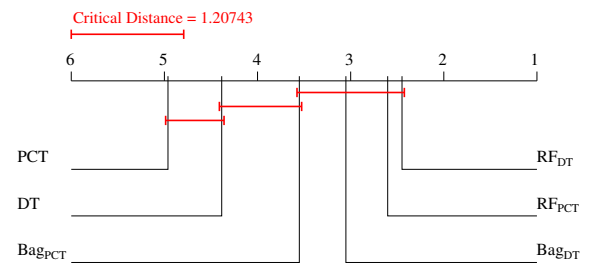 Critical Distance = 1.20743
6 5 4 3 2 1
PCT RF_DT
DT RF_PCT
Bag_PCT Bag_DT